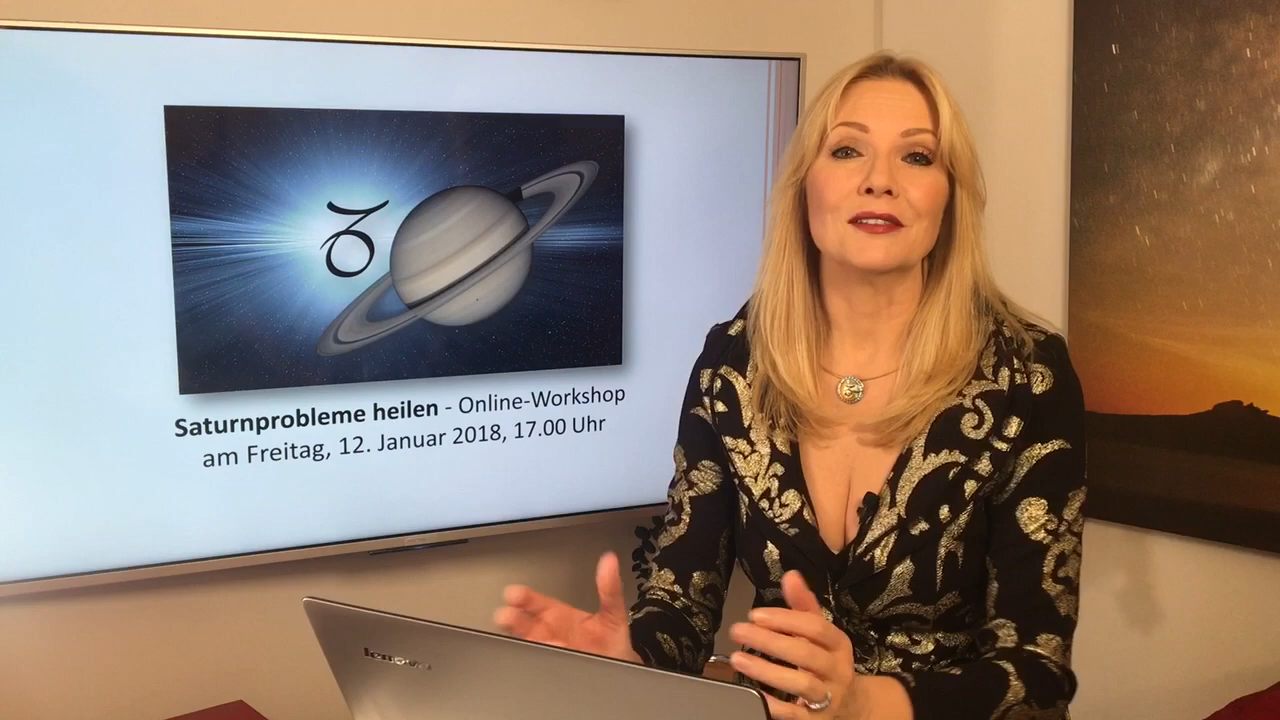 Saturnprobleme heilen - Online-Workshop
am Freitag, 12. Januar 2018, 17.00 Uhr
lenovo